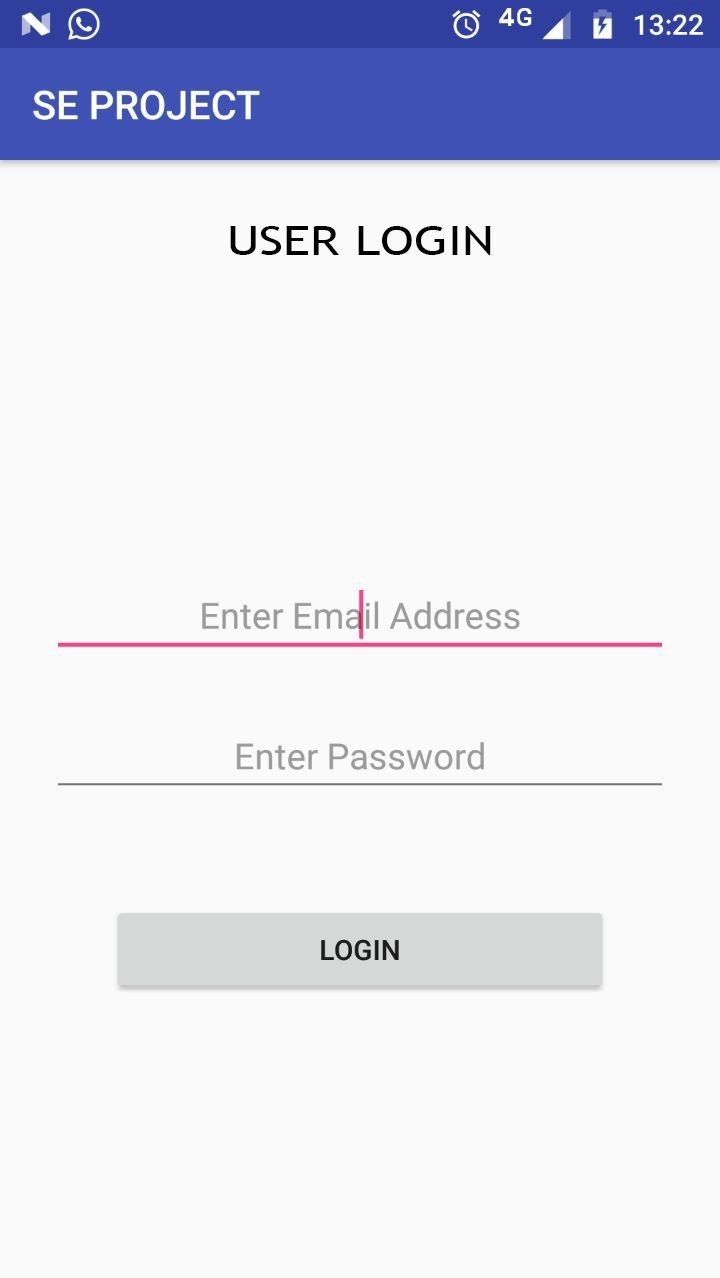 4G 13:22
SE PROJECT
USER LOGIN
Enter Email Address
Enter Password
LOGIN